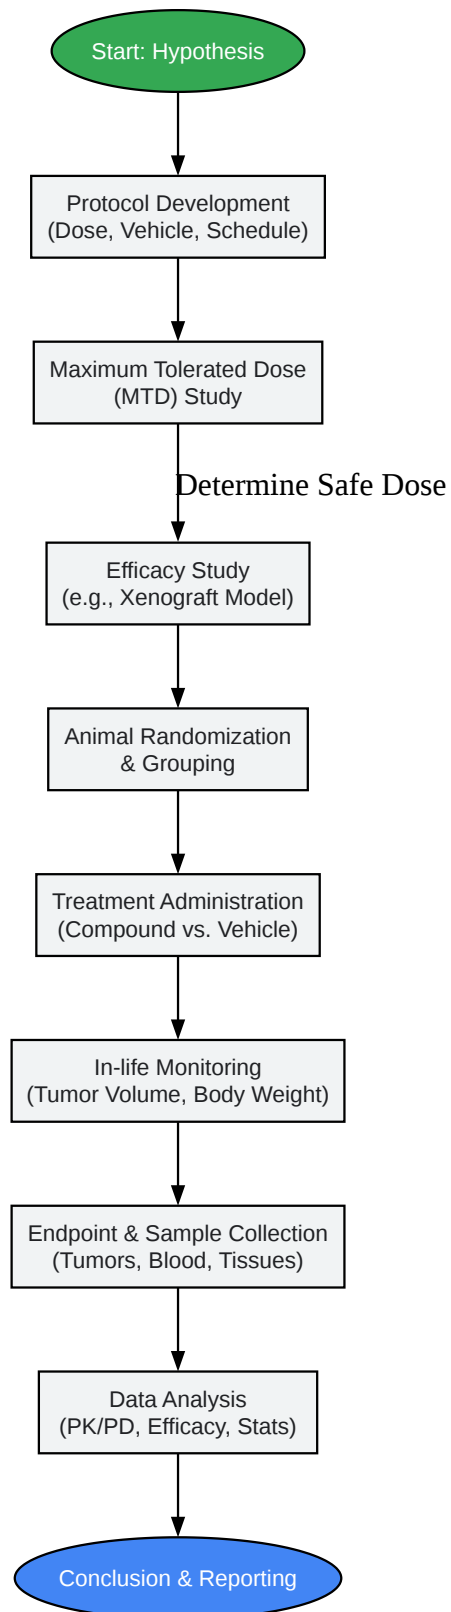 Start: Hypothesis
Protocol Development
(Dose, Vehicle, Schedule)
Maximum Tolerated Dose
(MTD) Study
Determine Safe Dose
Efficacy Study
(e.g., Xenograft Model)
Animal Randomization
& Grouping
Treatment Administration
(Compound vs. Vehicle)
In-life Monitoring
(Tumor Volume, Body Weight)
Endpoint & Sample Collection
(Tumors, Blood, Tissues)
Data Analysis
(PK/PD, Efficacy, Stats)
Conclusion & Reporting